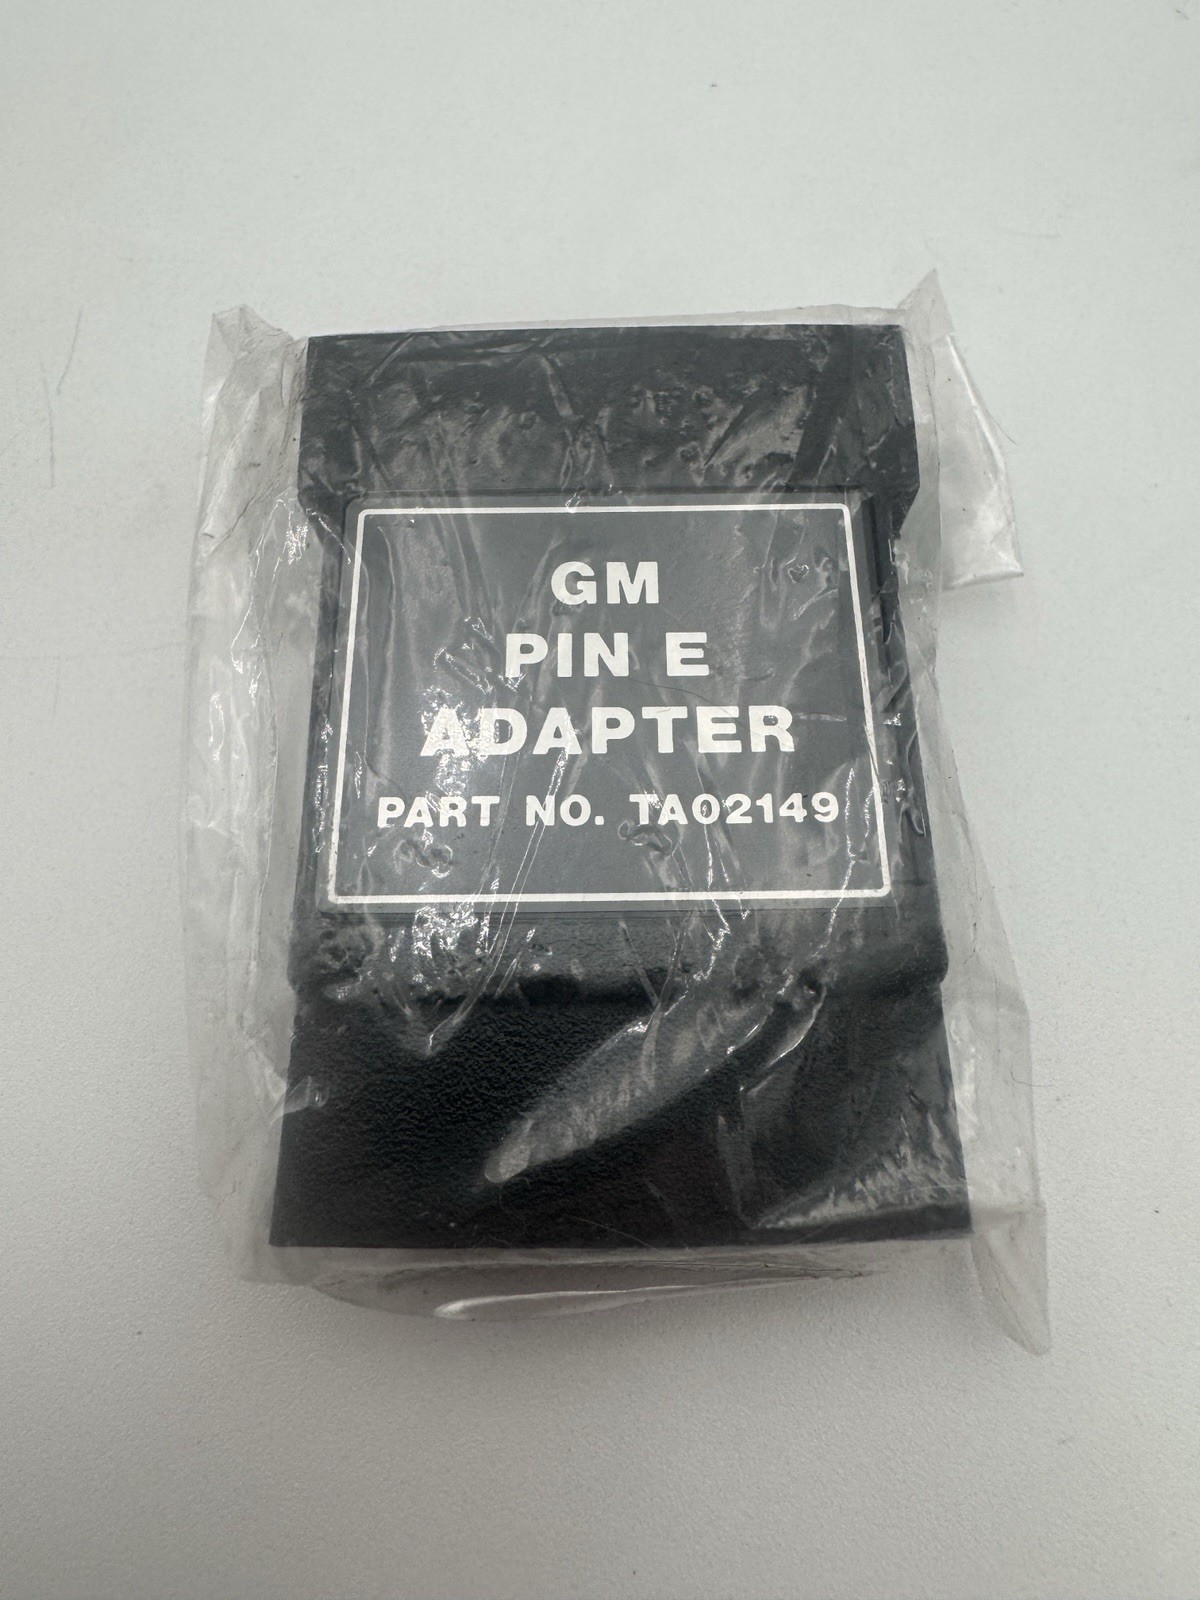 GM
PIN E
ADAPTER
PART NO. TA02149